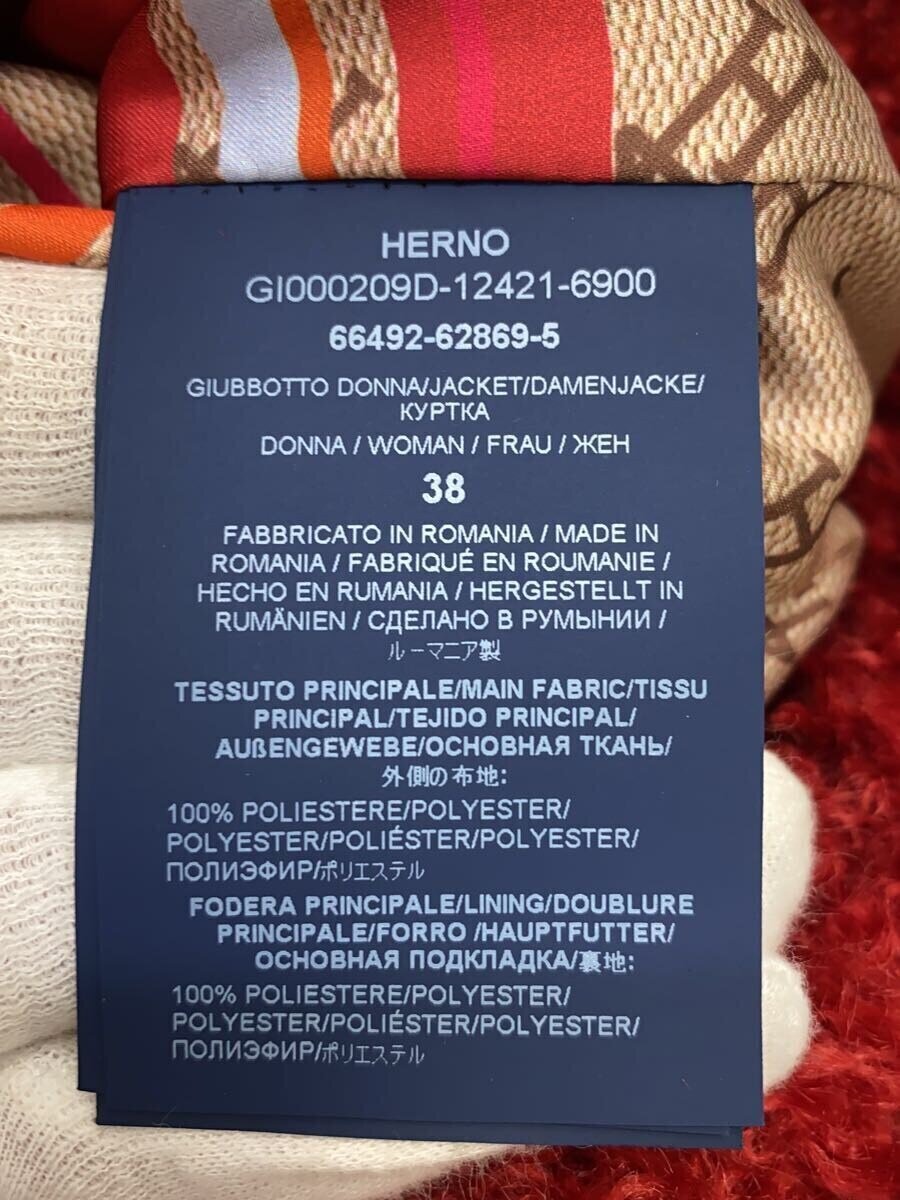 HERNO
GI000209D-12421-6900
66492-62869-5
GIUBBOTTO DONNA/JACKET/DAMENJACKE/
КУРТКА
DONNA / WOMAN / FRAU / ЖЕН
38
FABBRICATO IN ROMANIA / MADE IN
ROMANIA / FABRIQUÉ EN ROUMANIE /
HECHO EN RUMANIA / HERGESTELLT IN
RUMÄNIEN / СДЕЛАНО В РУМЫНИИ /
ルーマニア製
TESSUTO PRINCIPALE/MAIN FABRIC/TISSU
PRINCIPAL/TEJIDO PRINCIPAL/
AUßENGEWEBE/ОСНОВНАЯ ТКАНЬ/
外側の布地:
100% POLIESTERE/POLYESTER/
POLYESTER/POLIÉSTER/POLYESTER/
ПОЛИЭФИР/ポリエステル
FODERA PRINCIPALE/LINING/DOUBLURE
PRINCIPALE/FORRO /HAUPTFUTTER/
ОСНОВНАЯ ПОДКЛАДКА/裏地:
100% POLIESTERE/POLYESTER/
POLYESTER/POLIÉSTER/POLYESTER/
ПОЛИЭФИР/ポリエステル